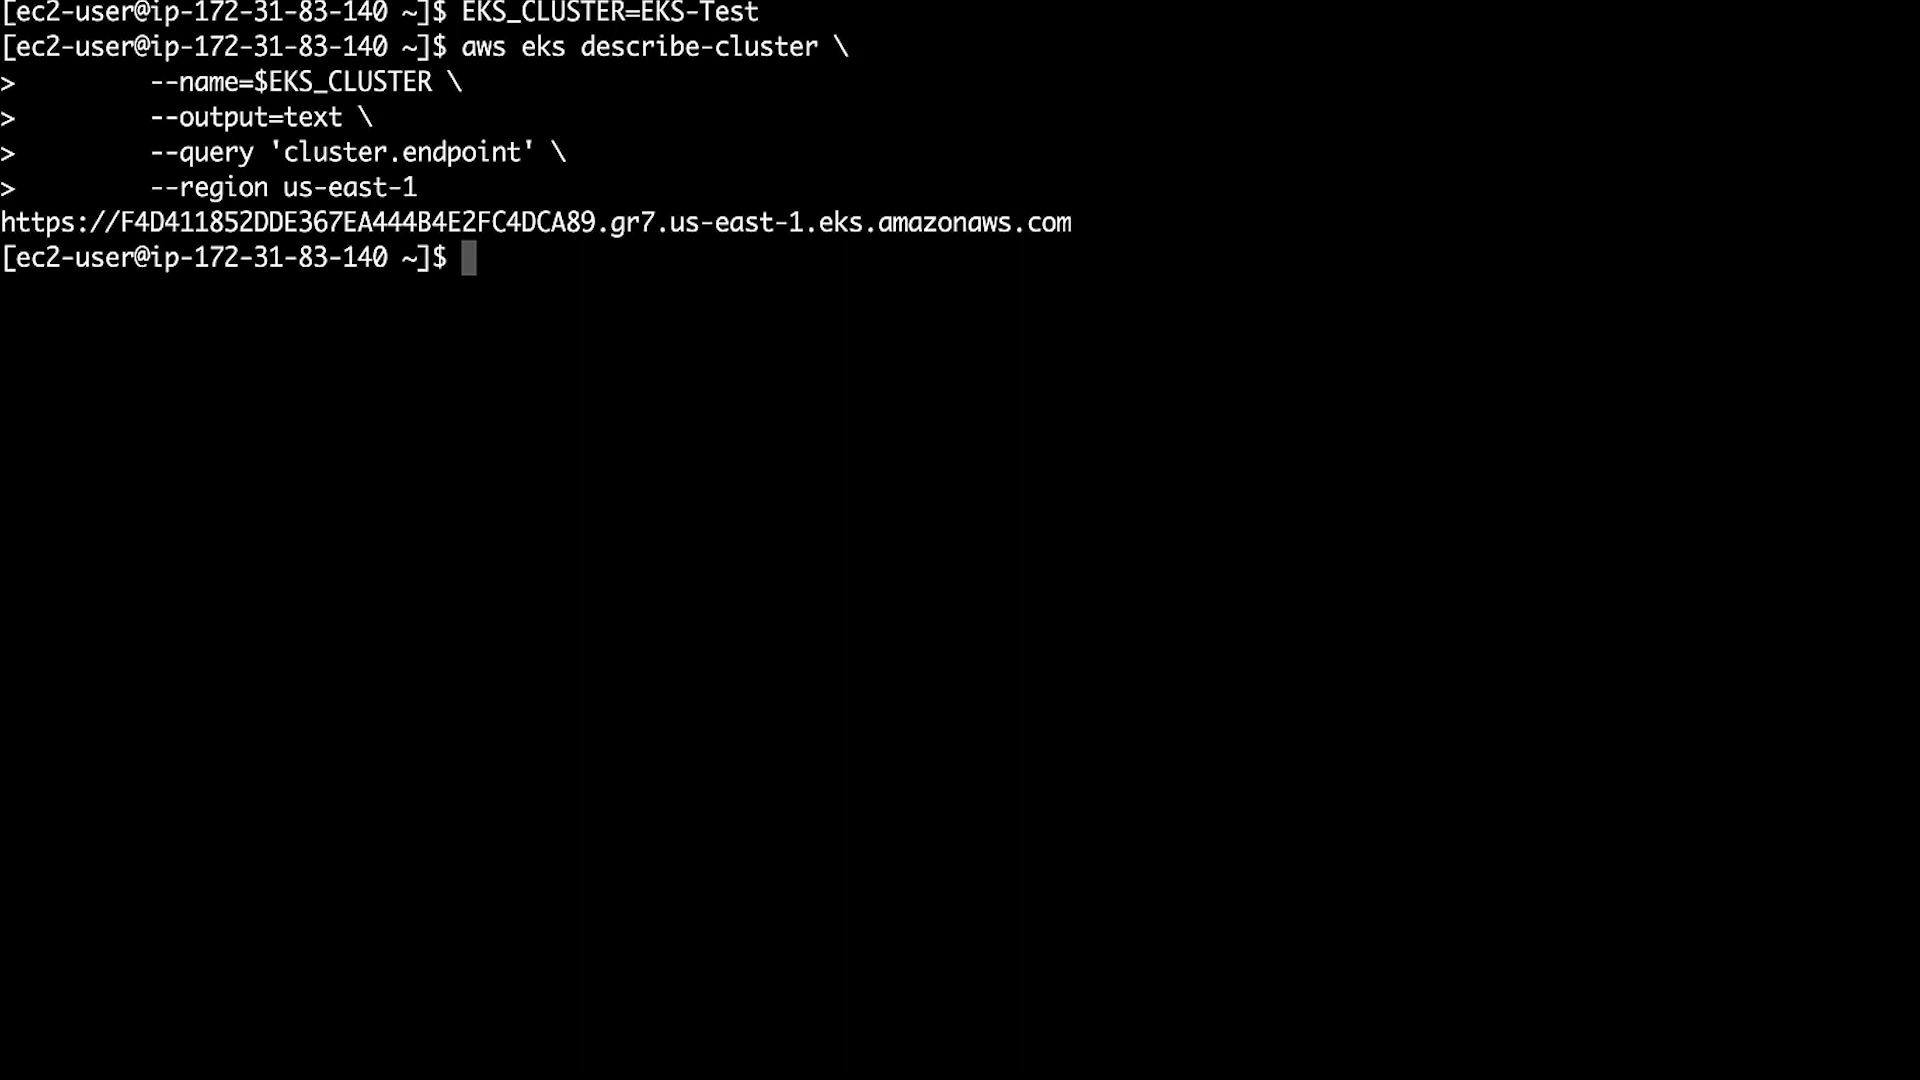 [ec2-user@ip-172-31-83-140 ~]$ EKS_CLUSTER=EKS-Test
[ec2-user@ip-172-31-83-140 ~]$ aws eks describe-cluster \
>         --name=$EKS_CLUSTER \
>         --output=text \
>         --query 'cluster.endpoint' \
>         --region us-east-1
https://F4D411852DDE367EA444B4E2FC4DCA89.gr7.us-east-1.eks.amazonaws.com
[ec2-user@ip-172-31-83-140 ~]$